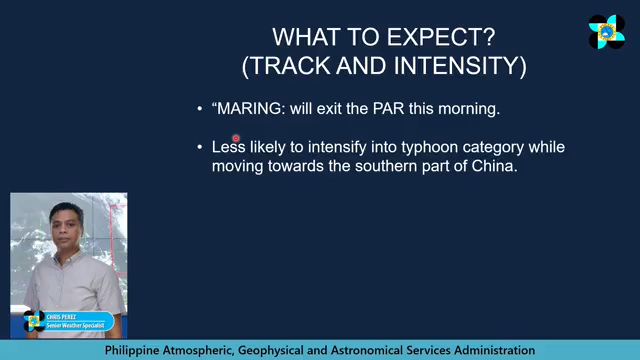 WHAT TO EXPECT?
(TRACK AND INTENSITY)
• “MARING: will exit the PAR this morning.
• Less likely to intensify into typhoon category while
moving towards the southern part of China.
CHRIS PEREZ
Senior Weather Specialist
Philippine Atmospheric, Geophysical and Astronomical Services Administration